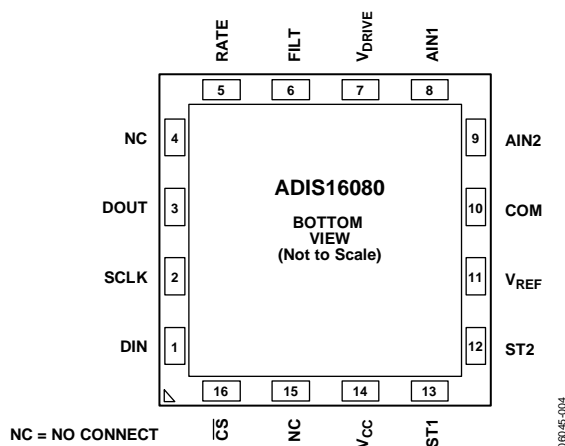 RATE
FILT
VDRIVE
AIN1
5
6
7
8
NC
4
9
AIN2
ADIS16080
DOUT
3
BOTTOM
VIEW
(Not to Scale)
10
COM
SCLK
2
11
VREF
DIN
1
12
ST2
16
15
14
13
NC = NO CONNECT
CS
NC
VCC
ST1
06045-004